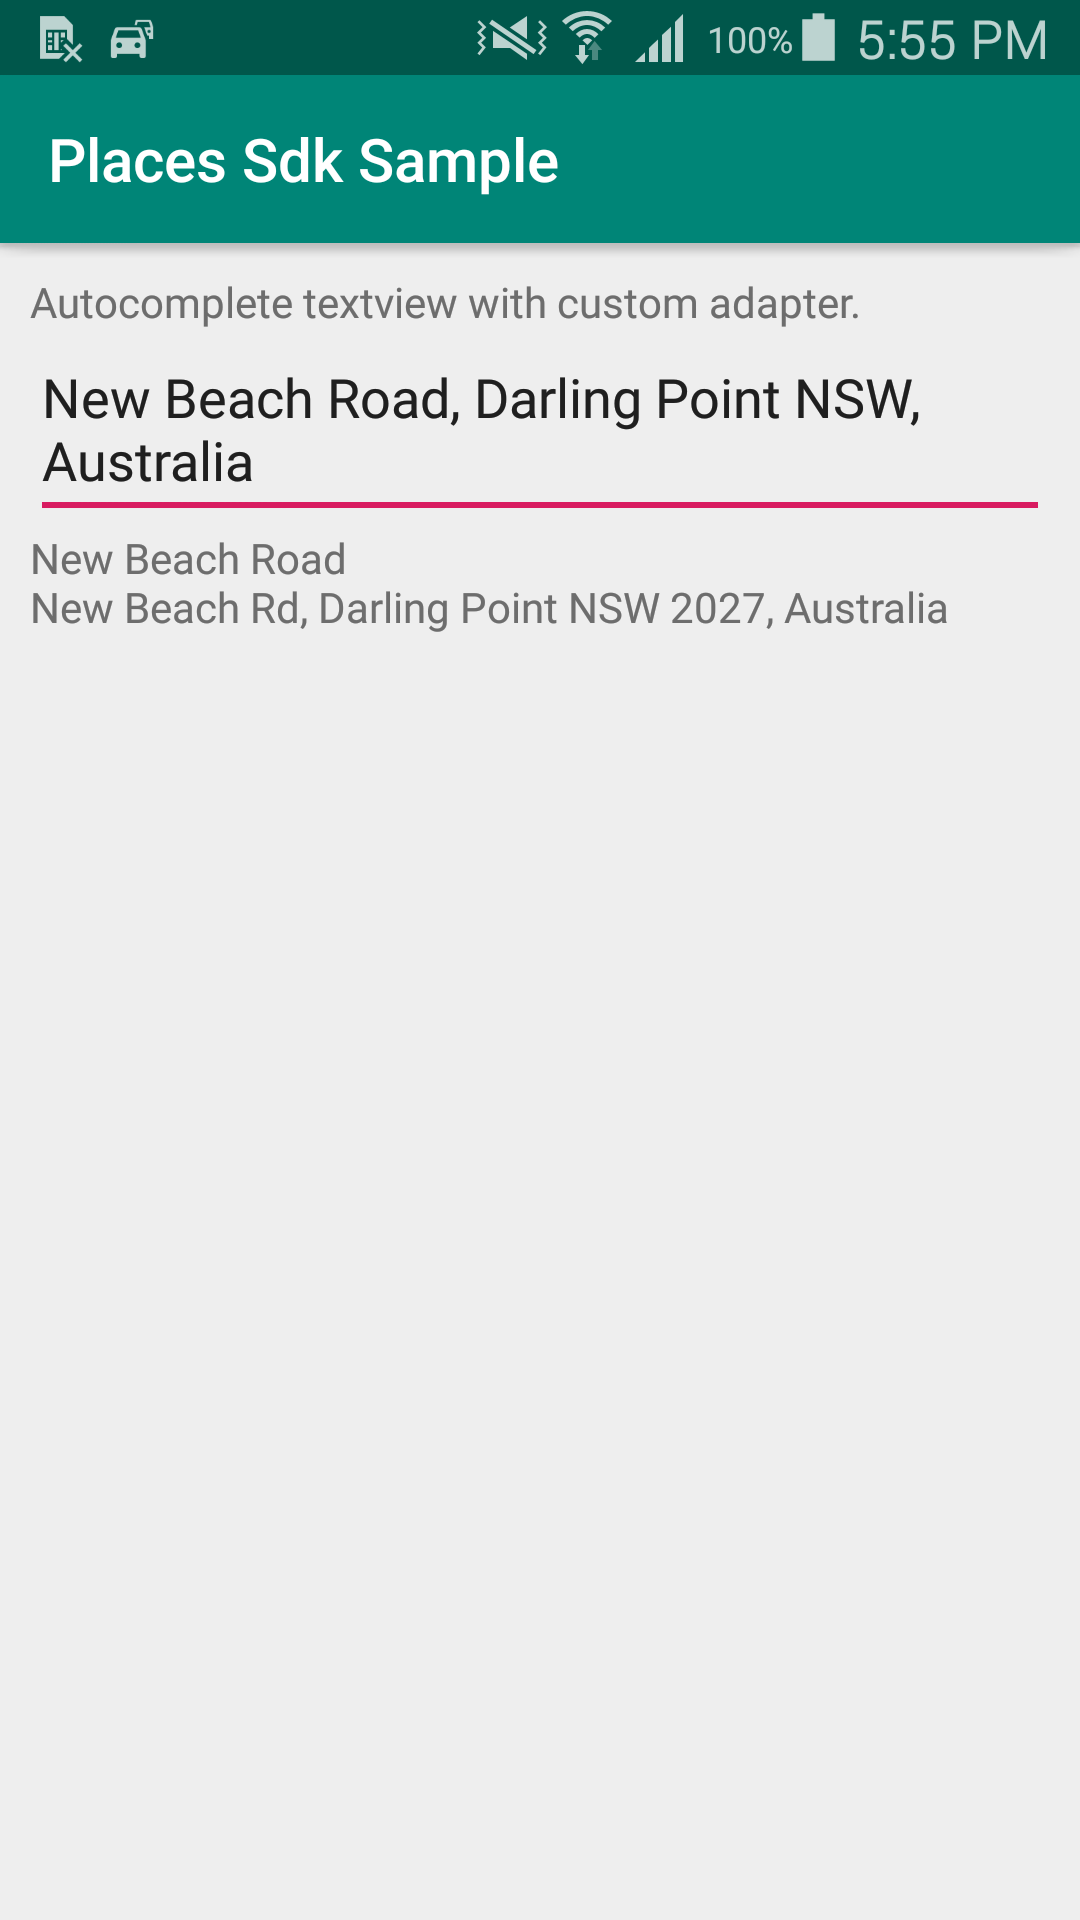 100% 5:55 PM
Places Sdk Sample
Autocomplete textview with custom adapter.
New Beach Road, Darling Point NSW,
Australia
New Beach Road
New Beach Rd, Darling Point NSW 2027, Australia